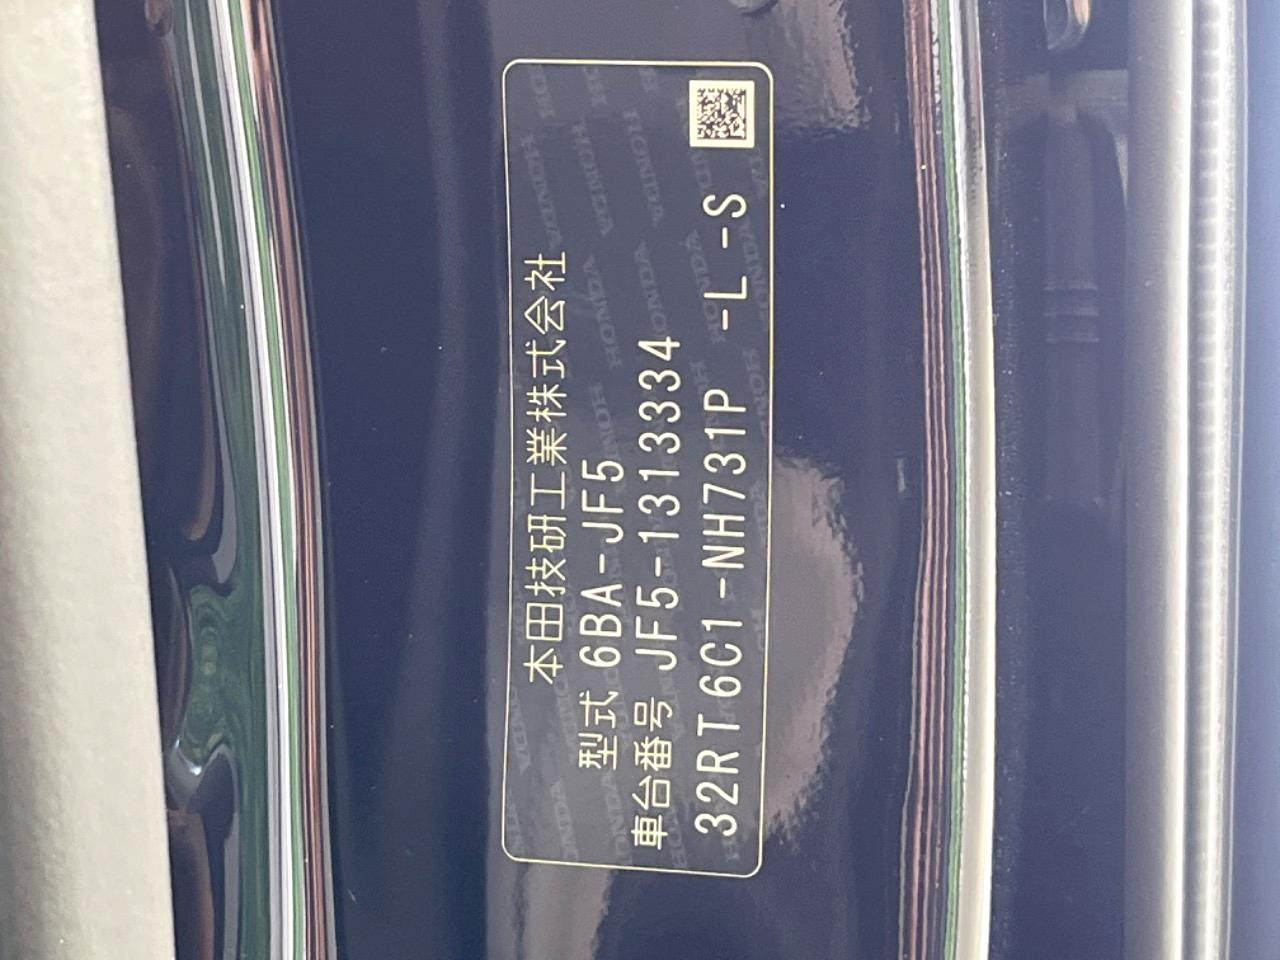 本田技研工業株式会社
型式 6BA-JF5
車台番号 JF5-1313334
32RT6C1-NH731P -L -S